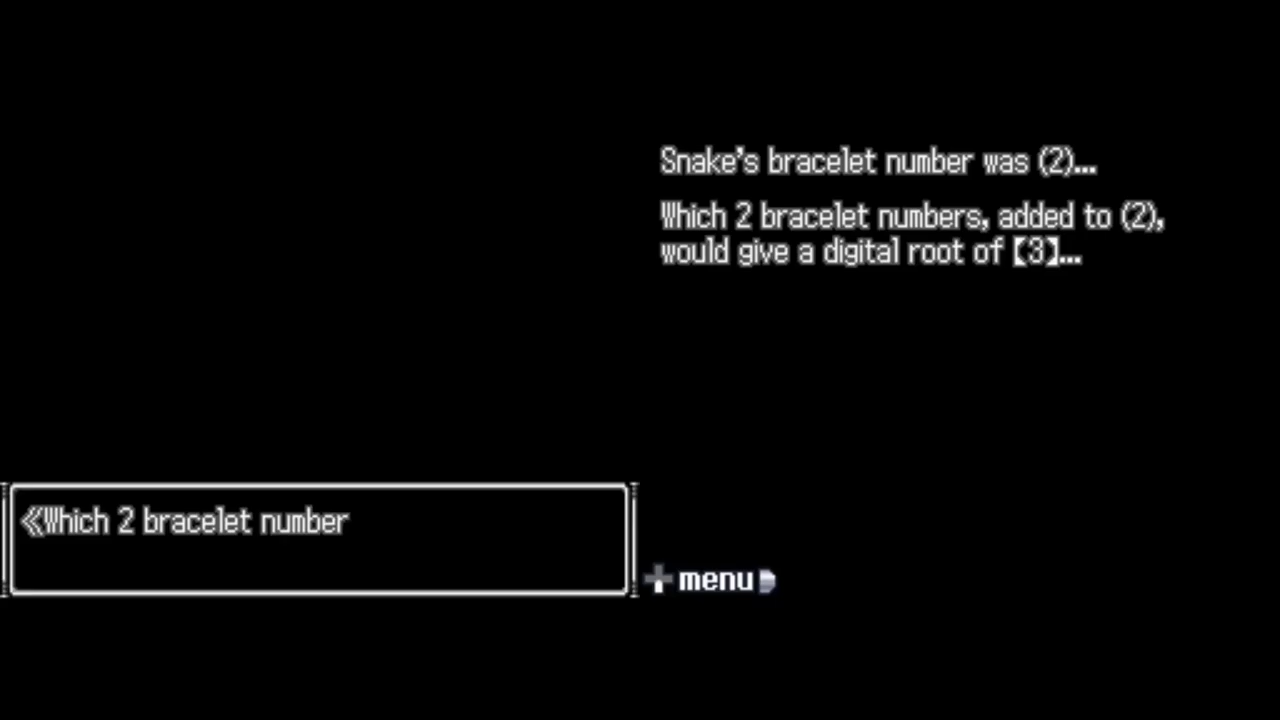 Snake's bracelet number was (2)...
Which 2 bracelet numbers, added to (2),
would give a digital root of 【3】...
《Which 2 bracelet number
menu